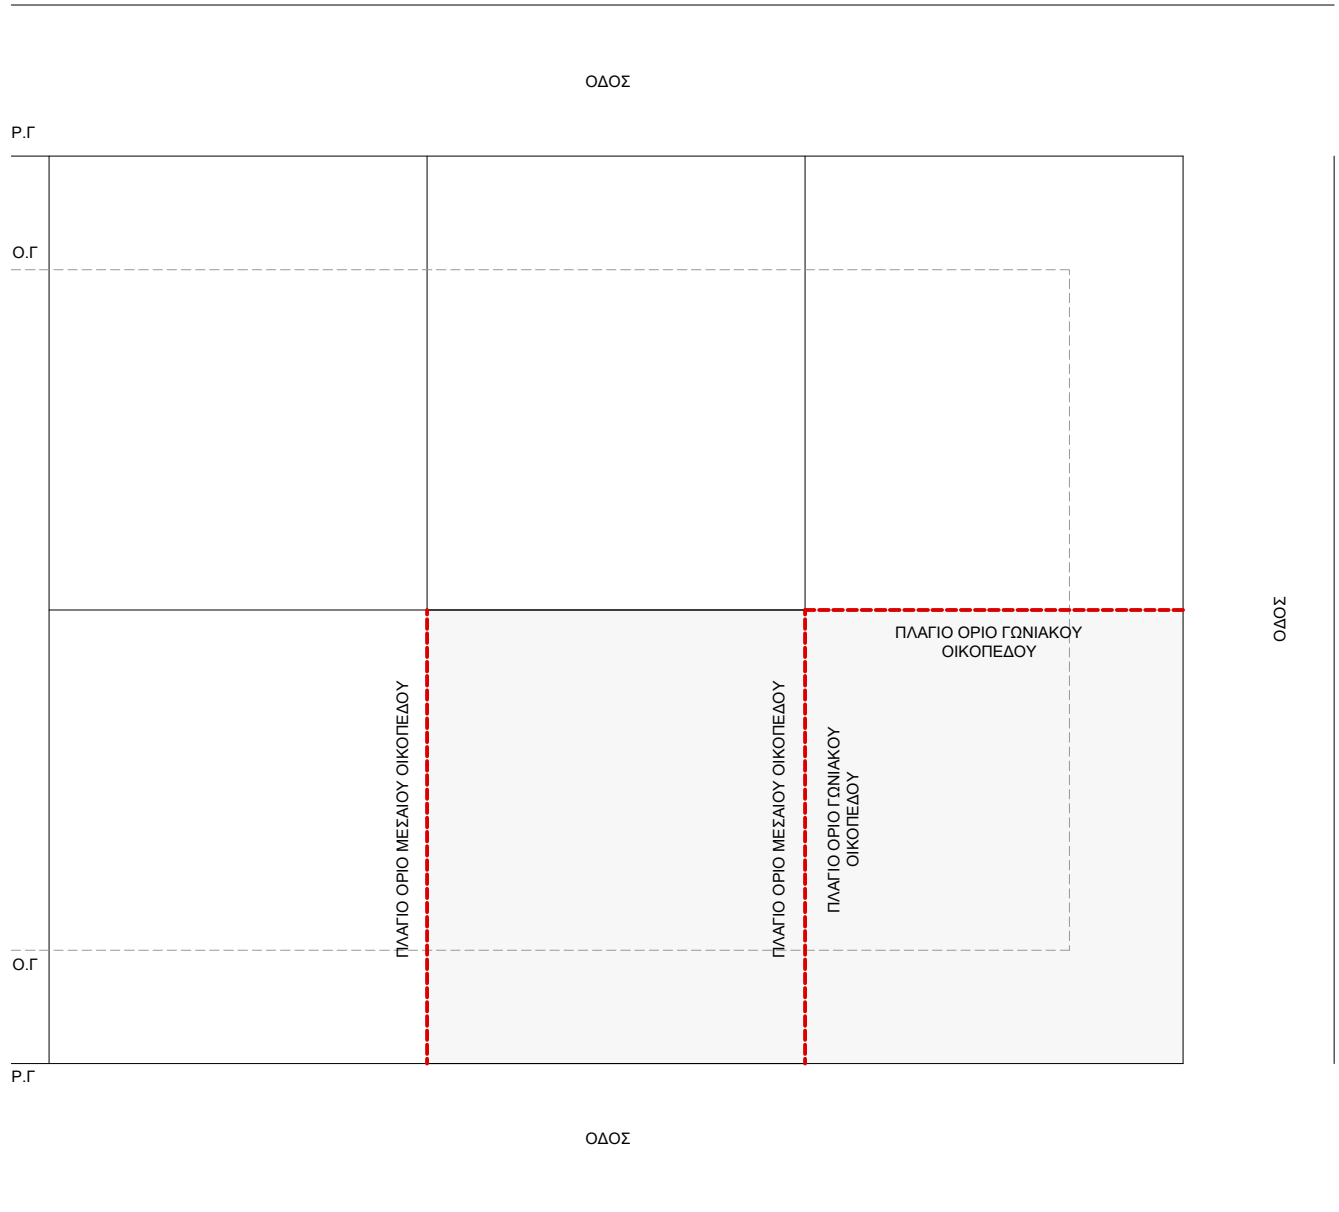 ΟΔΟΣ
Ρ.Γ
Ο.Γ
ΠΛΑΓΙΟ ΟΡΙΟ ΓΩΝΙΑΚΟΥ
ΟΙΚΟΠΕΔΟΥ
ΟΔΟΣ
ΠΛΑΓΙΟ ΟΡΙΟ ΜΕΣΑΙΟΥ ΟΙΚΟΠΕΔΟΥ
ΠΛΑΓΙΟ ΟΡΙΟ ΜΕΣΑΙΟΥ ΟΙΚΟΠΕΔΟΥ
ΠΛΑΓΙΟ ΟΡΙΟ ΓΩΝΙΑΚΟΥ
ΟΙΚΟΠΕΔΟΥ
Ο.Γ
Ρ.Γ
ΟΔΟΣ